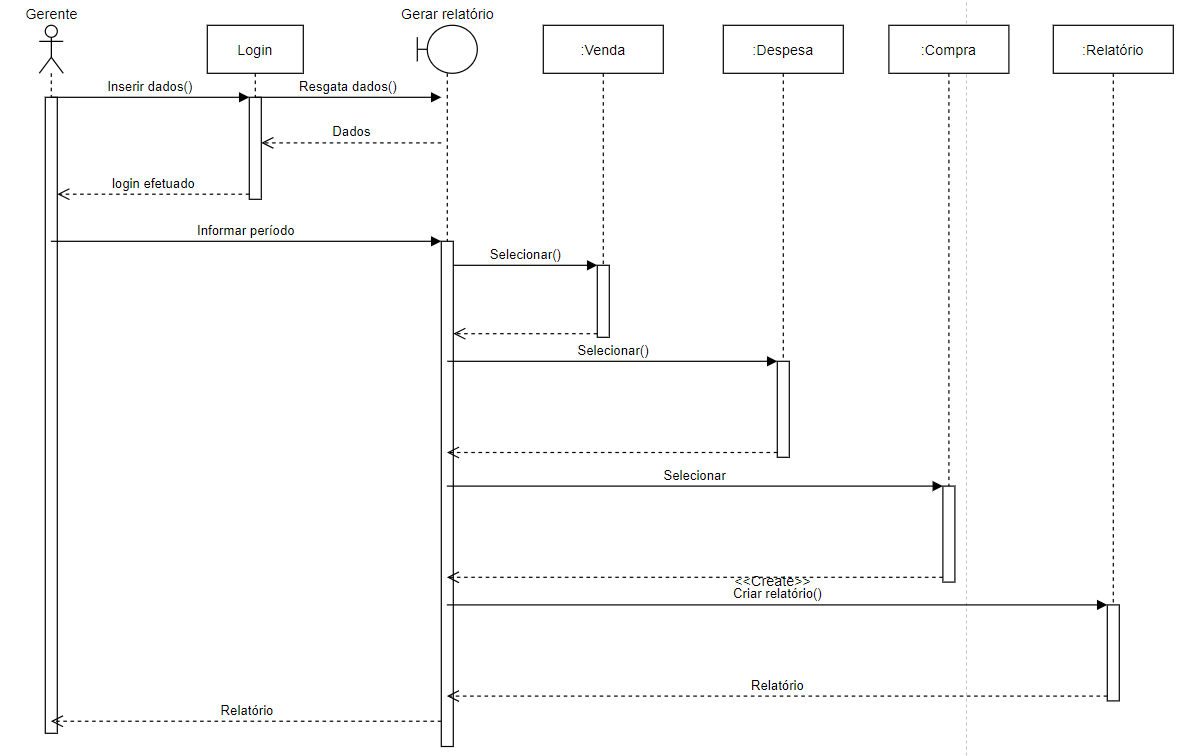 Gerente
Gerar relatório
Login
:Venda
:Despesa
:Compra
:Relatório
Inserir dados()
Resgata dados()
Dados
login efetuado
Informar período
Selecionar()
Selecionar()
Selecionar
<<Create>>
Criar relatório()
Relatório
Relatório